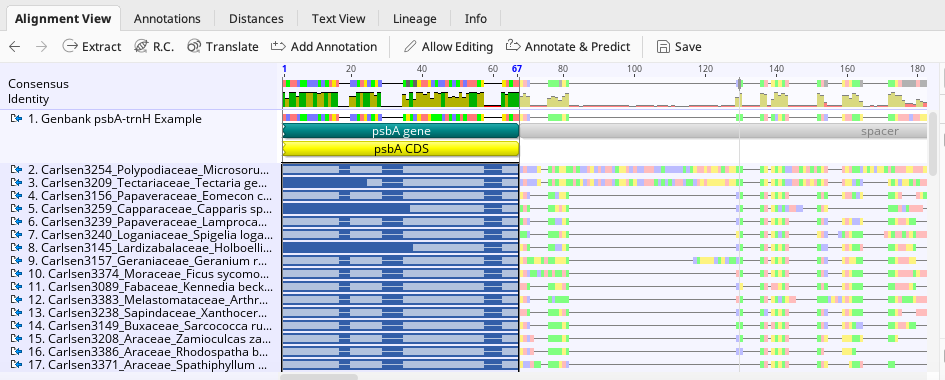 Alignment View Annotations Distances Text View Lineage Info
Extract R.C. Translate Add Annotation Allow Editing Annotate & Predict Save
1 20 40 60 67 80 100 120 140 160 180
Consensus
Identity
1. Genbank psbA-trnH Example
psbA gene
spacer
psbA CDS
2. Carlsen3254_Polypodiaceae_Microsoru...
3. Carlsen3209_Tectariaceae_Tectaria ge...
4. Carlsen3156_Papaveraceae_Eomecon c...
5. Carlsen3259_Capparaceae_Capparis sp...
6. Carlsen3239_Papaveraceae_Lamproca...
7. Carlsen3240_Loganiaceae_Spigelia loga...
8. Carlsen3145_Lardizabalaceae_Holboelli...
9. Carlsen3157_Geraniaceae_Geranium r...
10. Carlsen3374_Moraceae_Ficus sycomo...
11. Carlsen3089_Fabaceae_Kennedia beck...
12. Carlsen3383_Melastomataceae_Arthr...
13. Carlsen3238_Sapindaceae_Xanthocer...
14. Carlsen3149_Buxaceae_Sarcococca ru...
15. Carlsen3208_Araceae_Zamioculcas za...
16. Carlsen3386_Araceae_Rhodospatha b...
17. Carlsen3371_Araceae_Spathiphyllum ...